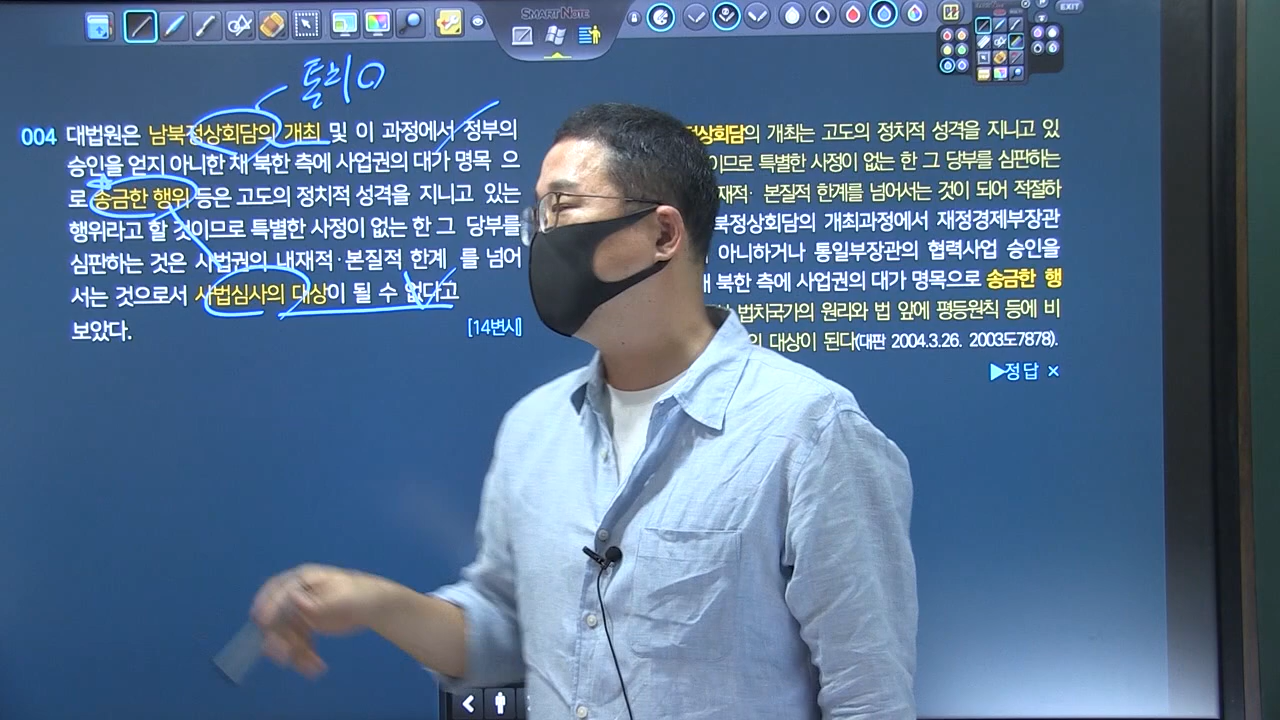 SMART NOTE
EXIT
통치
004 대법원은 남북정상회담의 개최 및 이 과정에서 정부의
승인을 얻지 아니한 채 북한 측에 사업권의 대가 명목 으
로 송금한 행위 등은 고도의 정치적 성격을 지니고 있는
행위라고 할 것이므로 특별한 사정이 없는 한 그 당부를
심판하는 것은 사법권의 내재적·본질적 한계 를 넘어
서는 것으로서 사법심사의 대상이 될 수 없다고
보았다.
[14변시]
정상회담의 개최는 고도의 정치적 성격을 지니고 있
이므로 특별한 사정이 없는 한 그 당부를 심판하는
재적· 본질적 한계를 넘어서는 것이 되어 적절하
북정상회담의 개최과정에서 재정경제부장관
아니하거나 통일부장관의 협력사업 승인을
북한 측에 사업권의 대가 명목으로 송금한 행
법치국가의 원리와 법 앞에 평등원칙 등에 비
의 대상이 된다(대판 2004.3.26. 2003도7878).
▶정답 ×